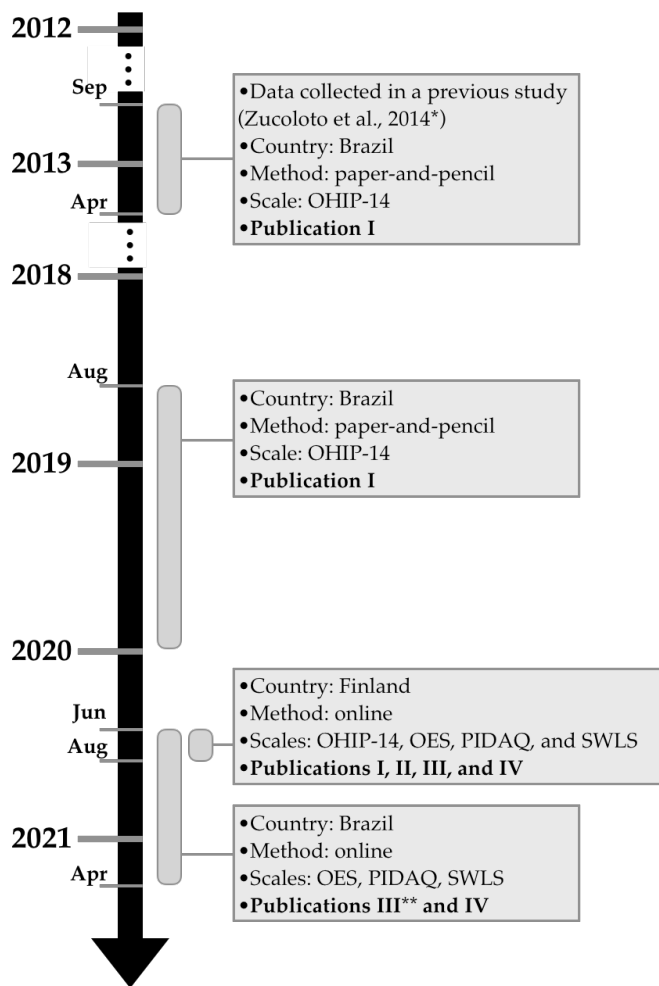 2012
Sep
•Data collected in a previous study
(Zucoloto et al., 2014*)
•Country: Brazil
•Method: paper-and-pencil
•Scale: OHIP-14
•Publication I
2013
Apr
2018
Aug
•Country: Brazil
•Method: paper-and-pencil
•Scale: OHIP-14
•Publication I
2019
2020
•Country: Finland
•Method: online
•Scales: OHIP-14, OES, PIDAQ, and SWLS
•Publications I, II, III, and IV
Jun
Aug
•Country: Brazil
•Method: online
•Scales: OES, PIDAQ, SWLS
•Publications III** and IV
2021
Apr